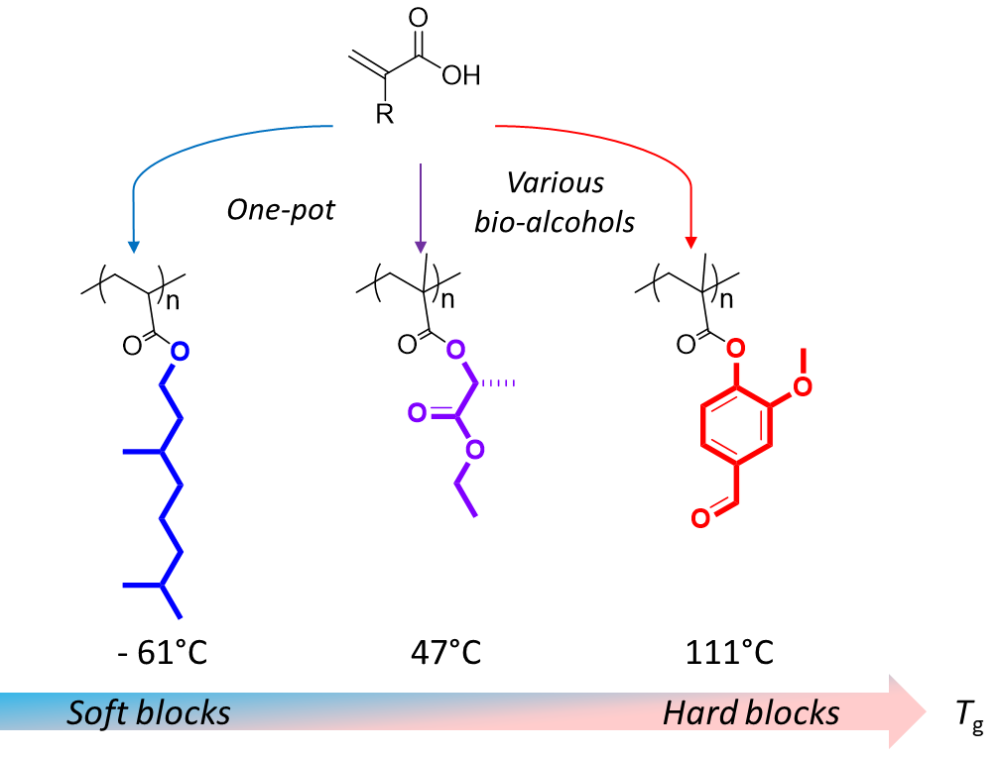 O
OH
R
One-pot
Various
bio-alcohols
n
n
n
O
O
O
O
O
O
O
O
O
O
O
- 61°C
47°C
111°C
Soft blocks
Hard blocks
Tg